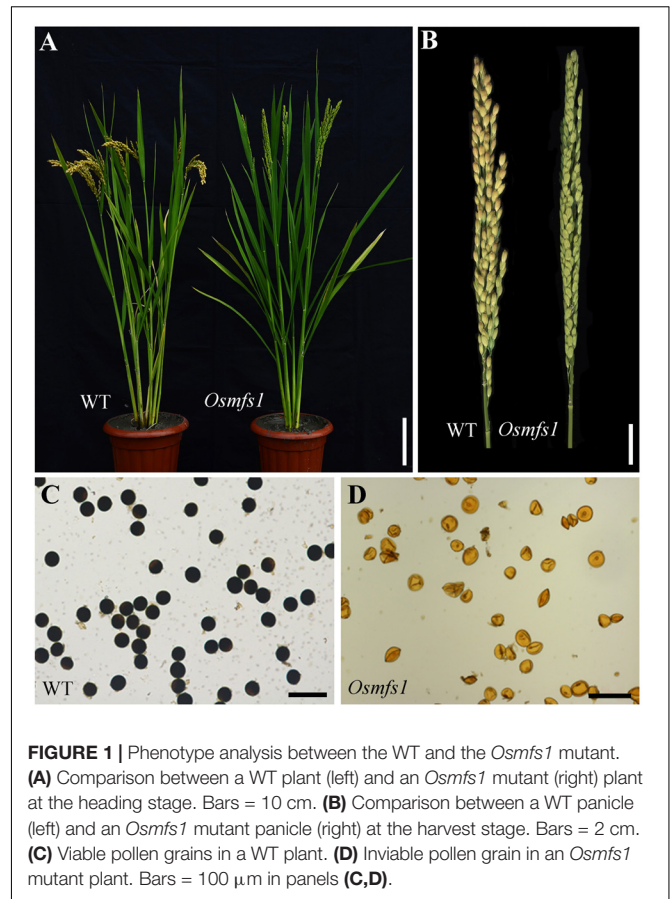 A
B
WT
Osmfs1
WT Osmfs1
C
D
WT
Osmfs1
FIGURE 1 | Phenotype analysis between the WT and the Osmfs1 mutant.
(A) Comparison between a WT plant (left) and an Osmfs1 mutant (right) plant
at the heading stage. Bars = 10 cm. (B) Comparison between a WT panicle
(left) and an Osmfs1 mutant panicle (right) at the harvest stage. Bars = 2 cm.
(C) Viable pollen grains in a WT plant. (D) Inviable pollen grain in an Osmfs1
mutant plant. Bars = 100 μm in panels (C,D).